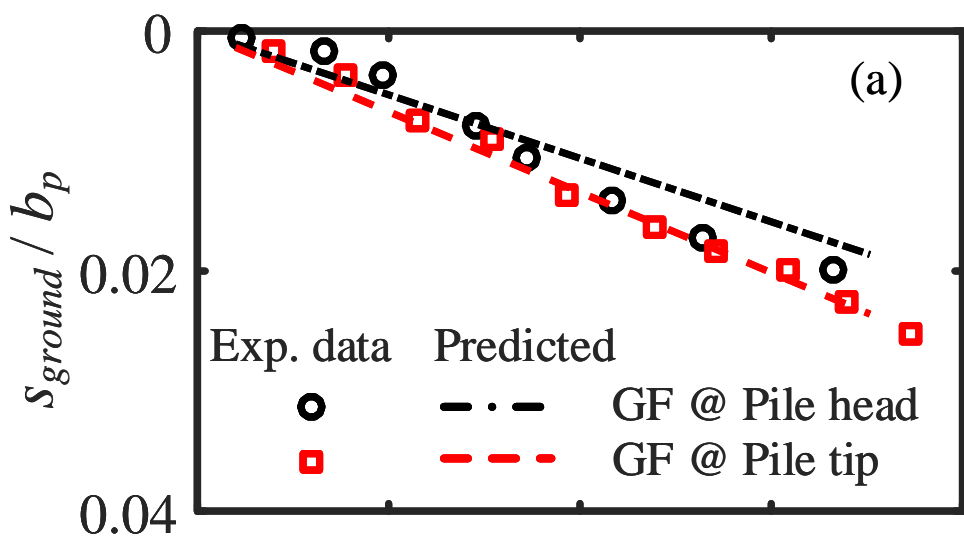 0
(a)
s_ground / b_p
0.02
Exp. data Predicted
GF @ Pile head
GF @ Pile tip
0.04